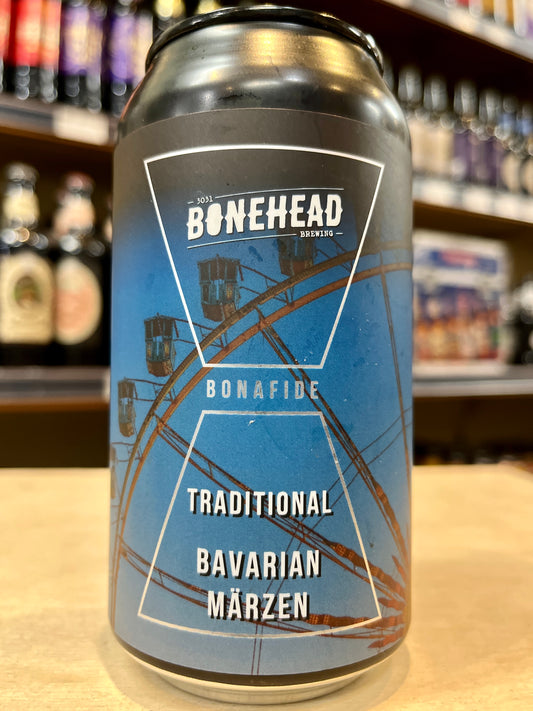 3031
BONEHEAD
BREWING
BONAFIDE
TRADITIONAL
BAVARIAN
MÄRZEN